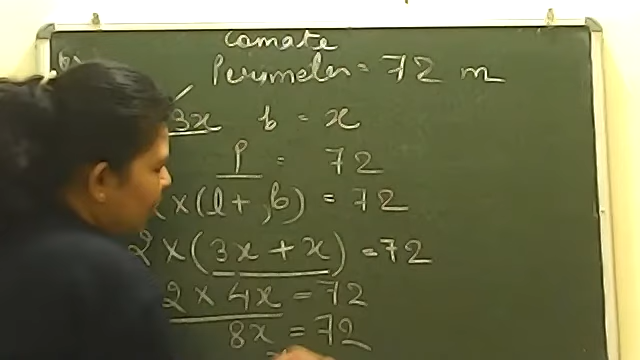 Perimeter = 72 m
3x b = x
P = 72
x (l + b) = 72
2 x (3x + x) = 72
2 x 4x = 72
8x = 72